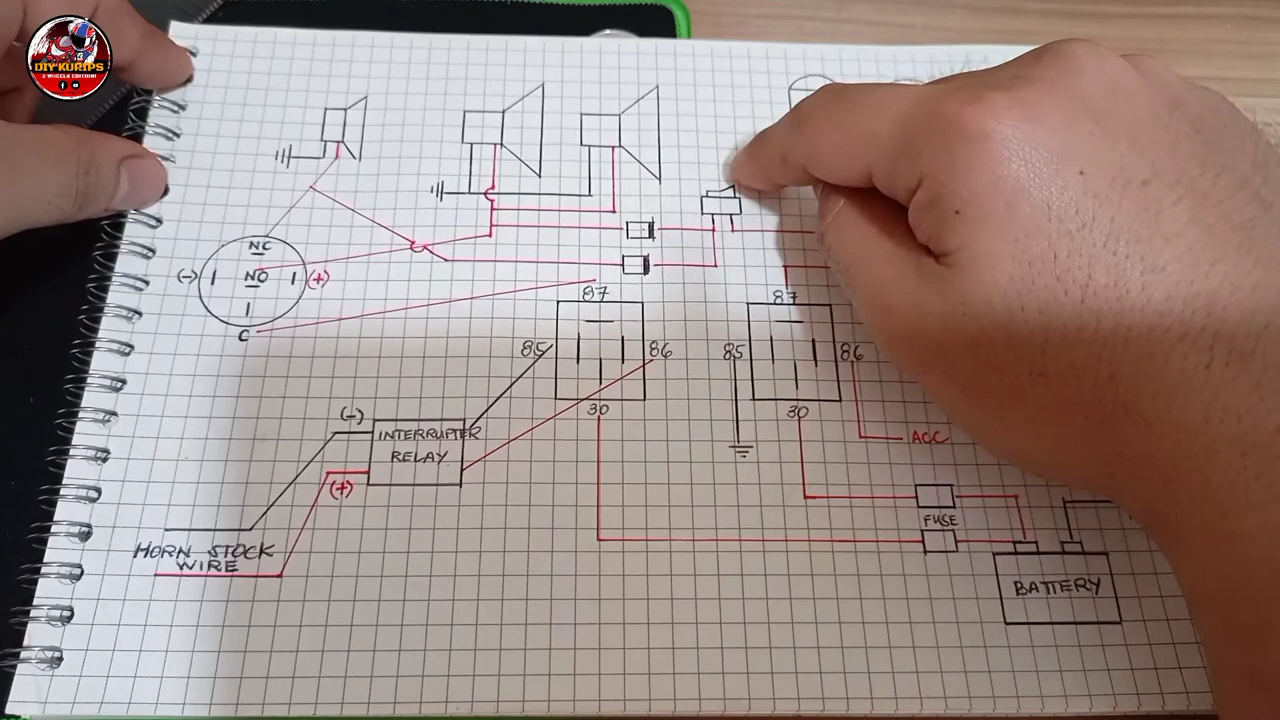 DIY KURIPS
2 WHEELS EDITION!
NC
(-) NO (+)
C
87
85 86
30
87
85 86
30
ACC
(-)
INTERRUPTER
RELAY
(+)
HORN STOCK
WIRE
FUSE
BATTERY